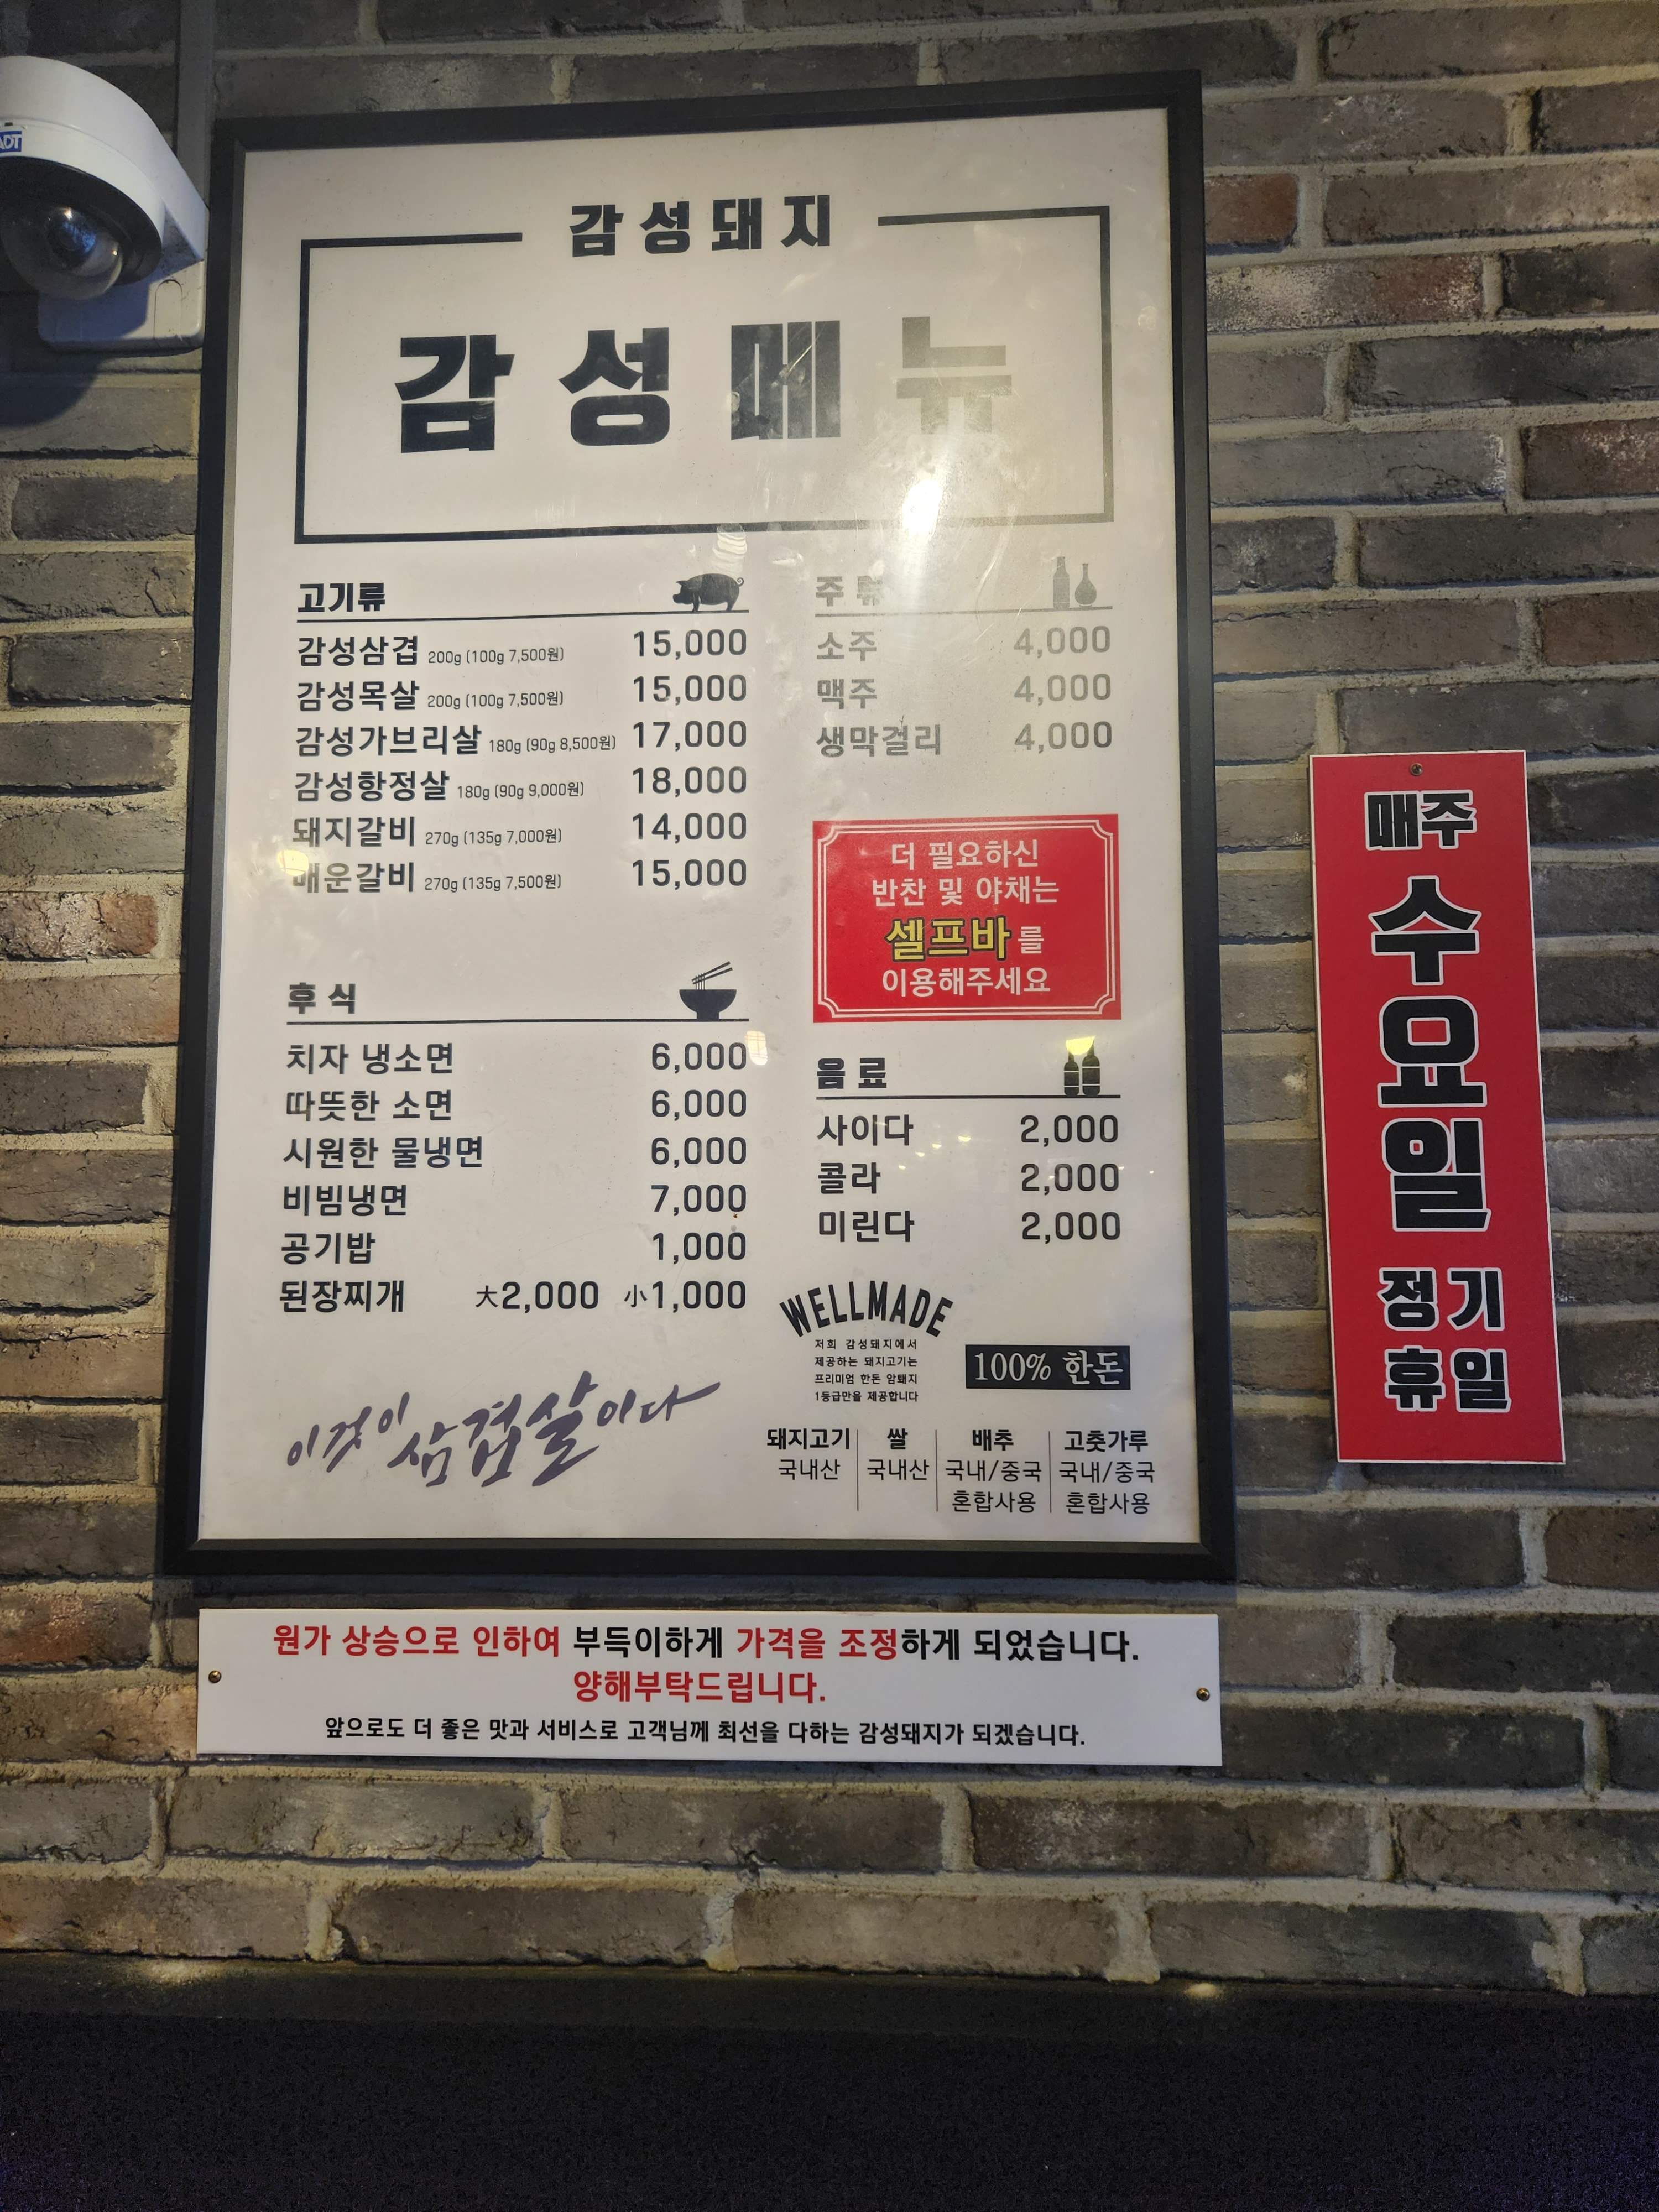 ADT
감성돼지
감성메뉴
고기류
감성삼겹 200g (100g 7,500원) 15,000
감성목살 200g (100g 7,500원) 15,000
감성가브리살 180g (90g 8,500원) 17,000
감성항정살 180g (90g 9,000원) 18,000
돼지갈비 270g (135g 7,000원) 14,000
매운갈비 270g (135g 7,500원) 15,000
후식
치자 냉소면 6,000
따뜻한 소면 6,000
시원한 물냉면 6,000
비빔냉면 7,000
공기밥 1,000
된장찌개 大2,000 小1,000
이것이 삼겹살이다
주류
소주 4,000
맥주 4,000
생막걸리 4,000
더 필요하신
반찬 및 야채는
셀프바를
이용해주세요
음료
사이다 2,000
콜라 2,000
미린다 2,000
WELLMADE
저희 감성돼지에서
제공하는 돼지고기는
프리미엄 한돈 암퇘지
1등급만을 제공합니다
100% 한돈
돼지고기 쌀 배추 고춧가루
국내산 국내산 국내/중국 국내/중국
혼합사용 혼합사용
원가 상승으로 인하여 부득이하게 가격을 조정하게 되었습니다.
양해부탁드립니다.
앞으로도 더 좋은 맛과 서비스로 고객님께 최선을 다하는 감성돼지가 되겠습니다.
매주
수
요
일
정기
휴일